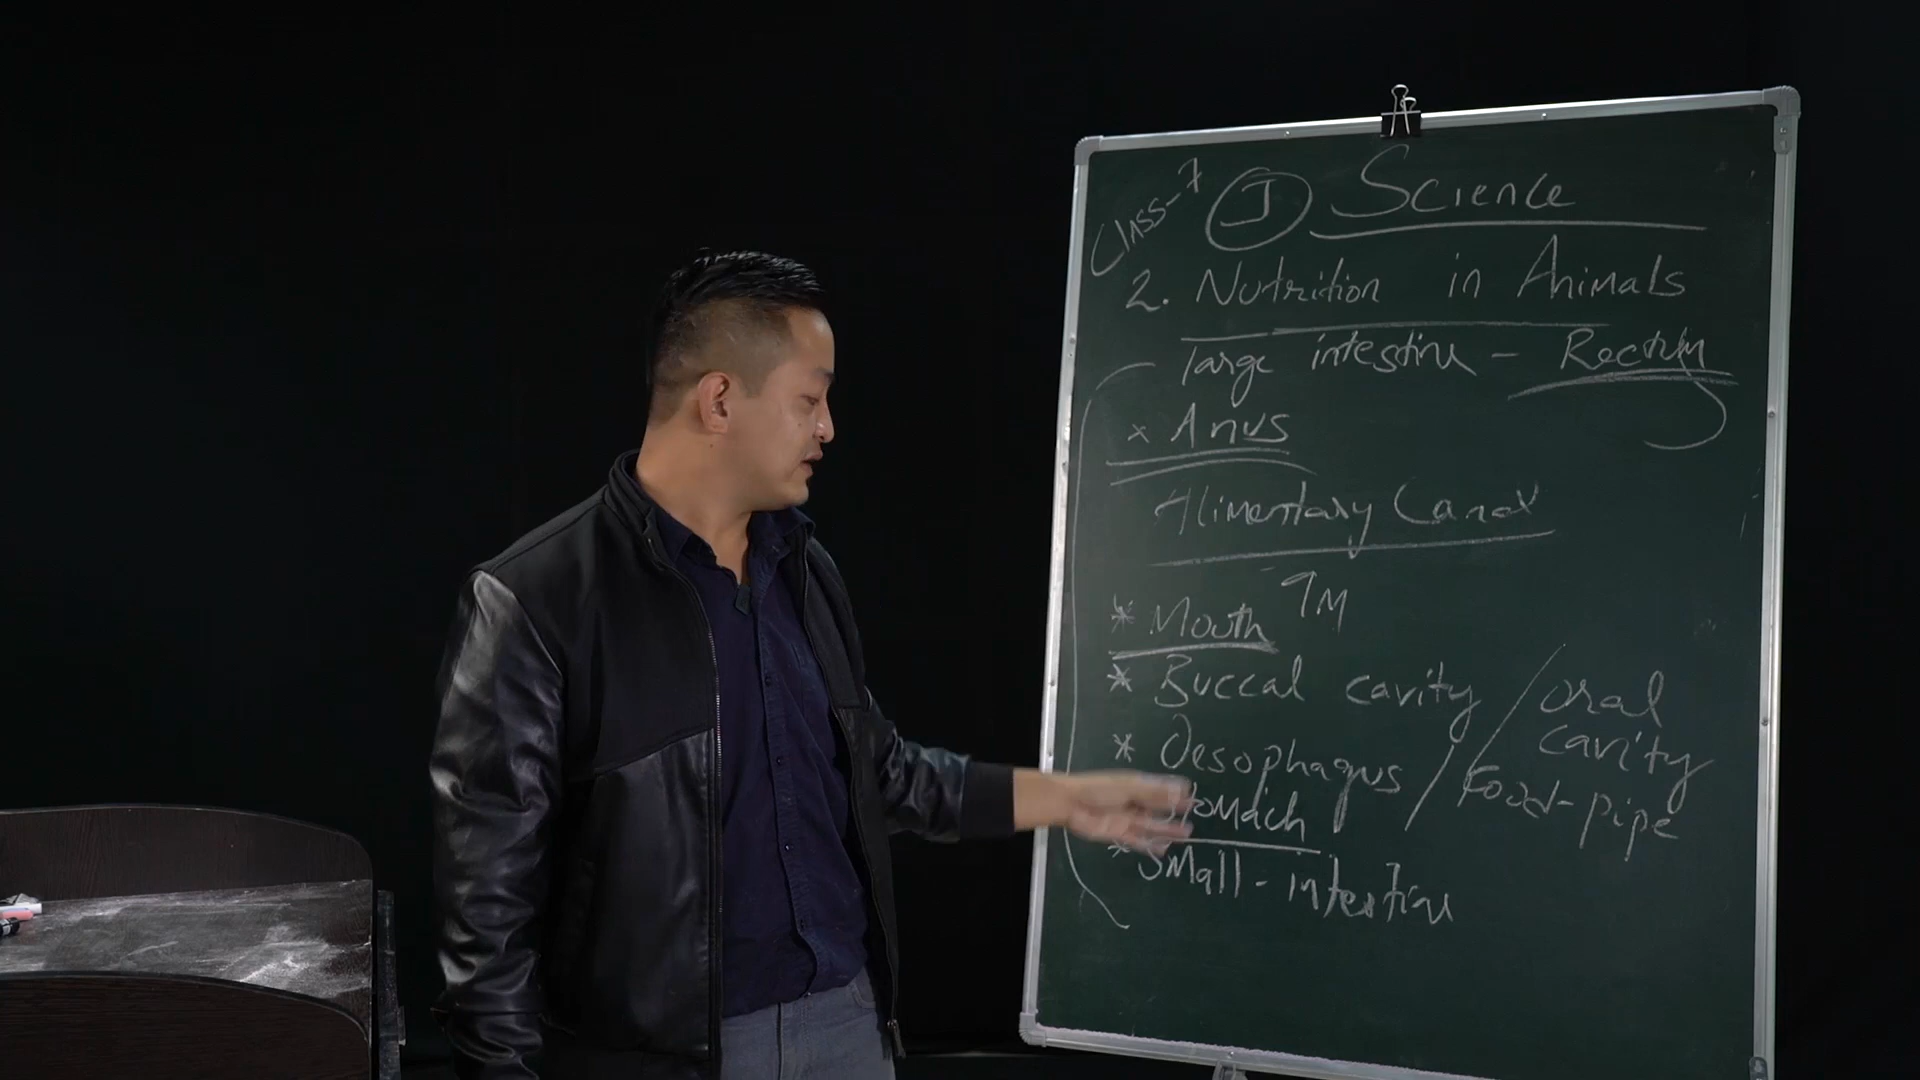 Class-7 I Science
2. Nutrition in Animals
Large intestine - Rectum
x Anus
Alimentary Canal
9M
* Mouth
* Buccal cavity / oral cavity
* Oesophagus / Food-pipe
Stomach
* Small-intestine